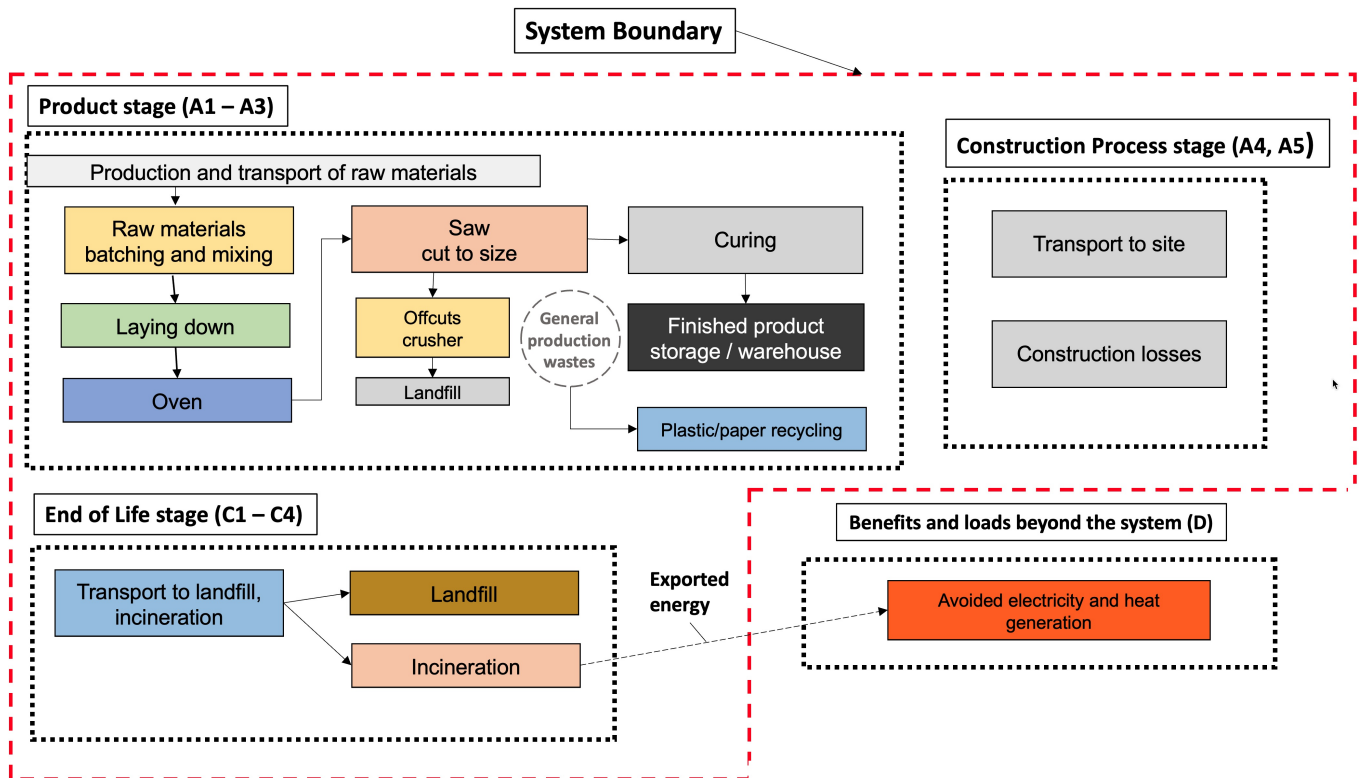 System Boundary
Product stage (A1 – A3)
Production and transport of raw materials
Raw materials
batching and mixing
Laying down
Oven
Saw
cut to size
Offcuts
crusher
Landfill
General
production
wastes
Curing
Finished product
storage / warehouse
Plastic/paper recycling
Construction Process stage (A4, A5)
Transport to site
Construction losses
End of Life stage (C1 – C4)
Transport to landfill,
incineration
Landfill
Incineration
Exported
energy
Benefits and loads beyond the system (D)
Avoided electricity and heat
generation